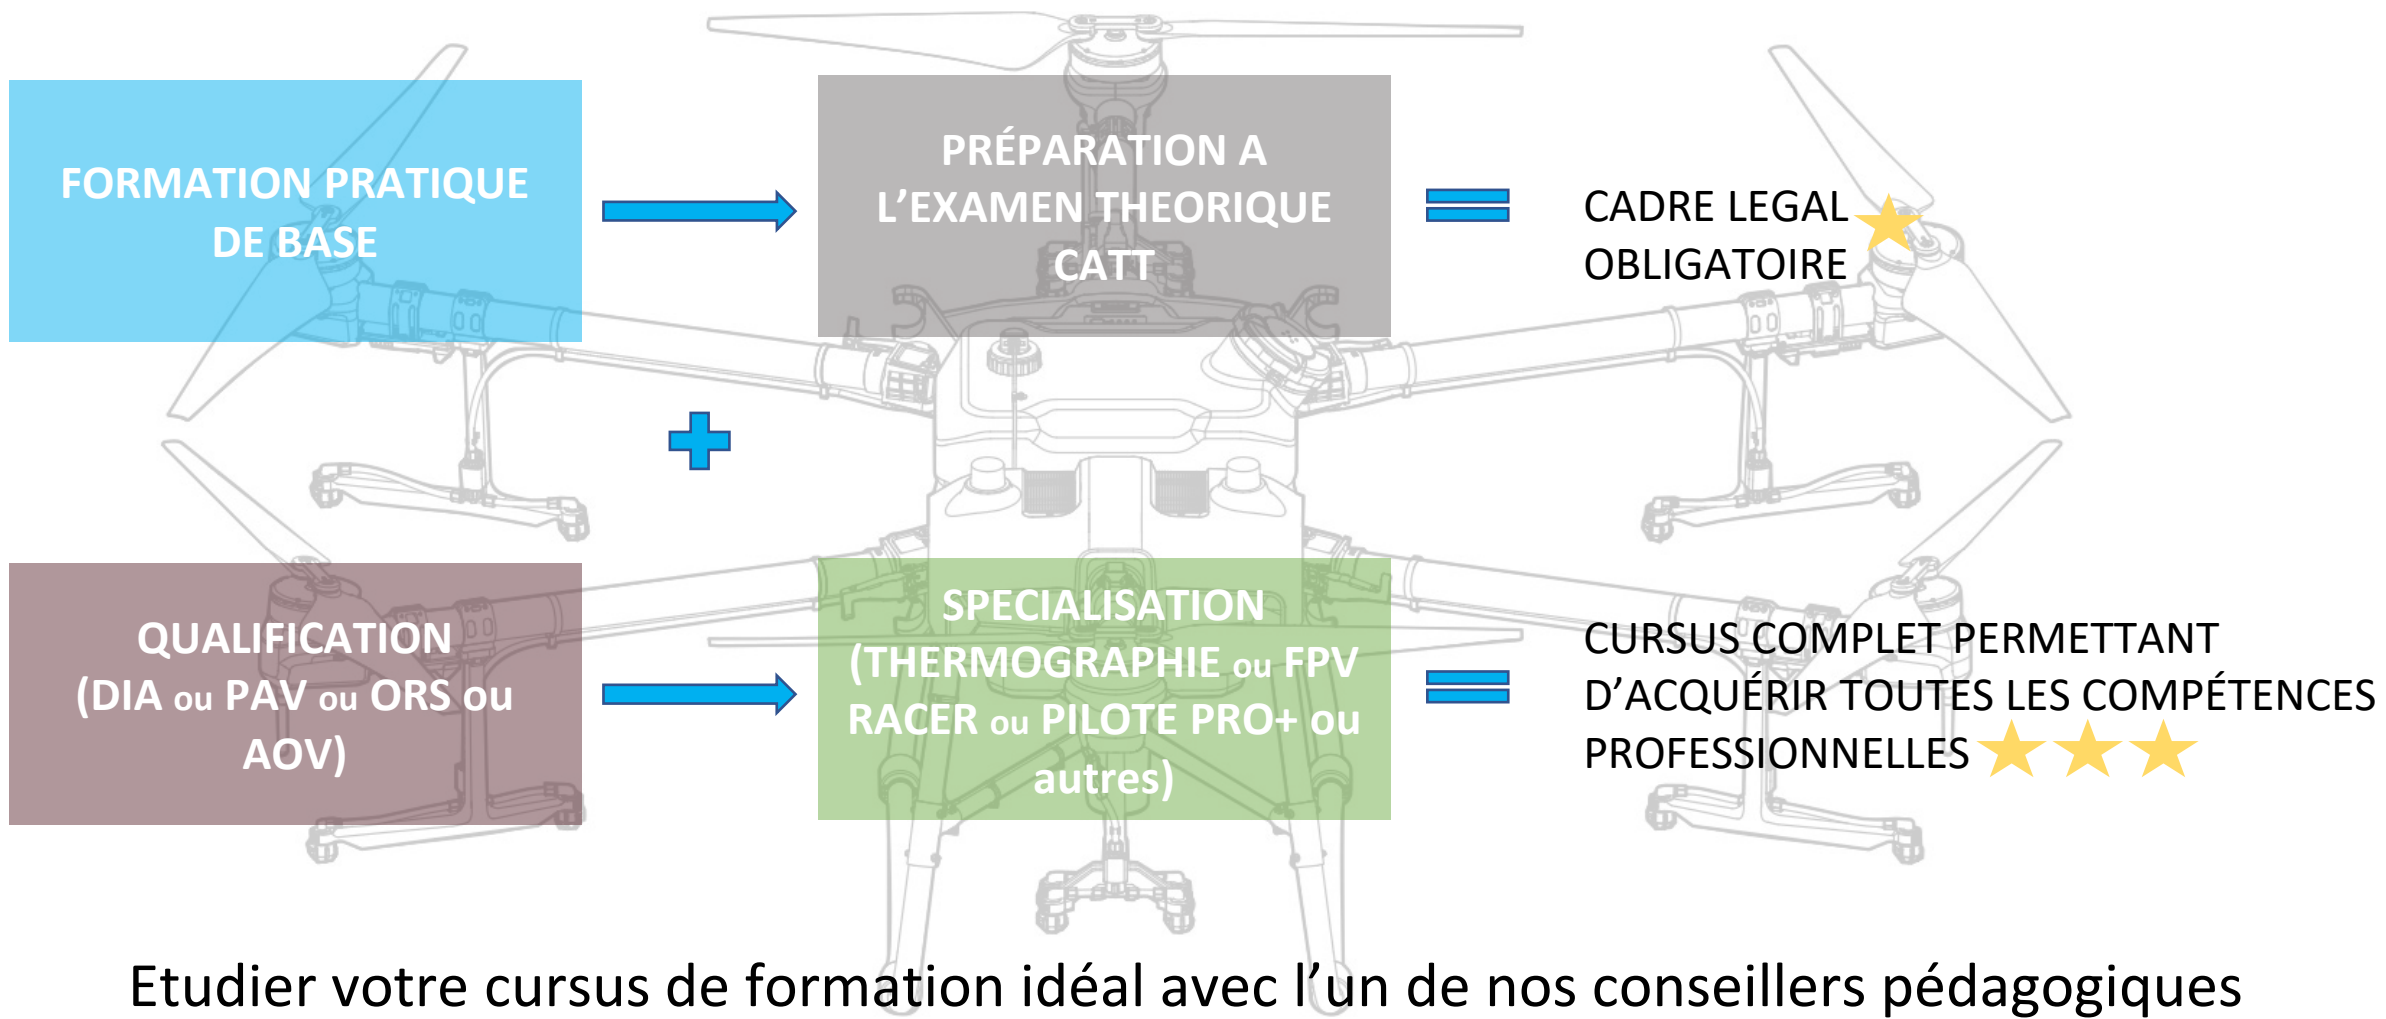 FORMATION PRATIQUE
DE BASE
PRÉPARATION A
L'EXAMEN THEORIQUE
CATT
CADRE LEGAL
OBLIGATOIRE
QUALIFICATION
(DIA ou PAV ou ORS ou
AOV)
SPECIALISATION
(THERMOGRAPHIE ou FPV
RACER ou PILOTE PRO+ ou
autres)
CURSUS COMPLET PERMETTANT
D'ACQUÉRIR TOUTES LES COMPÉTENCES
PROFESSIONNELLES
Etudier votre cursus de formation idéal avec l'un de nos conseillers pédagogiques